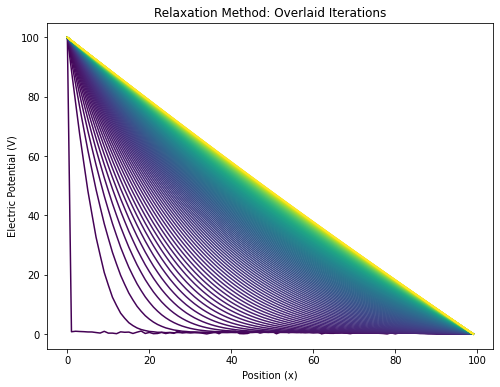 Relaxation Method: Overlaid Iterations
100
80
60
40
20
0
Electric Potential (V)
0 20 40 60 80 100
Position (x)